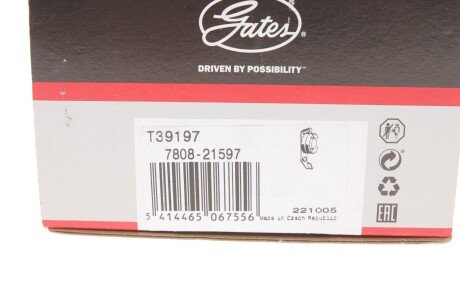 Gates
DRIVEN BY POSSIBILITY™
T39197
7808-21597
221005
5 414465 067556 Made in Czech Republic
EAC